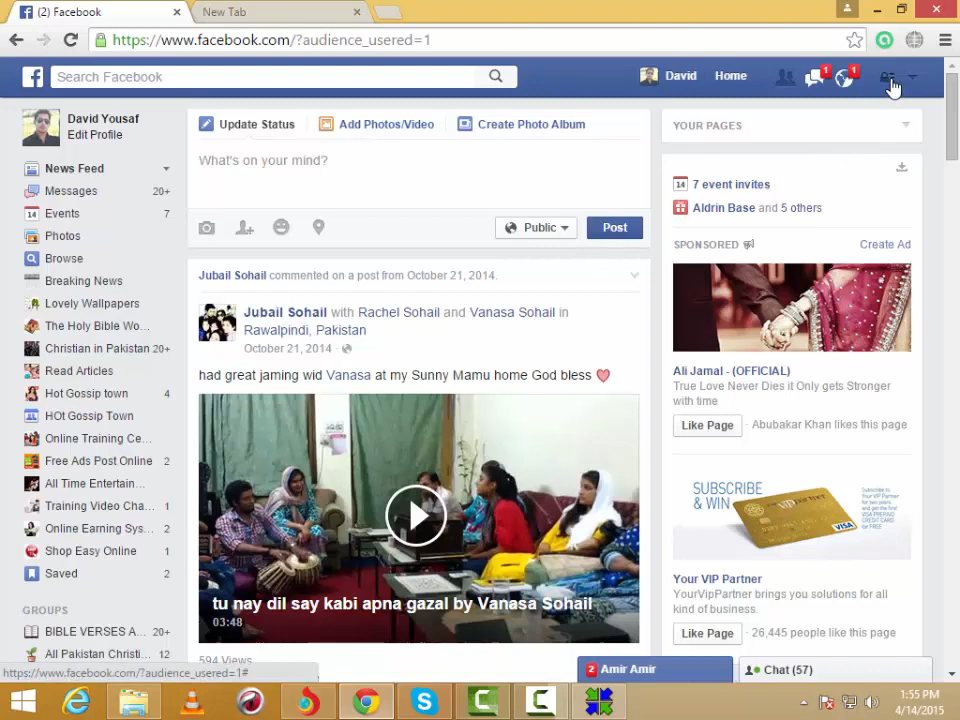 (2) Facebook
New Tab
https://www.facebook.com/?audience_usered=1
Search Facebook
David
Home
1
1
David Yousaf
Edit Profile
News Feed
Messages 20+
Events 7
Photos
Browse
Breaking News
Lovely Wallpapers
The Holy Bible Wo...
Christian in Pakistan 20+
Read Articles
Hot Gossip town 4
HOt Gossip Town
Online Training Ce...
Free Ads Post Online 2
All Time Entertain...
Training Video Cha... 1
Online Earning Sys... 2
Shop Easy Online 1
Saved 2
GROUPS
BIBLE VERSES A... 20+
All Pakistan Christi... 12
https://www.facebook.com/?audience_usered=1#
Update Status
Add Photos/Video
Create Photo Album
What's on your mind?
Public
Post
Jubail Sohail commented on a post from October 21, 2014.
Jubail Sohail with Rachel Sohail and Vanasa Sohail in
Rawalpindi, Pakistan
October 21, 2014 ·
had great jaming wid Vanasa at my Sunny Mamu home God bless
tu nay dil say kabi apna gazal by Vanasa Sohail
03:48
594 Views
YOUR PAGES
14 7 event invites
Aldrin Base and 5 others
SPONSORED
Create Ad
Ali Jamal - (OFFICIAL)
True Love Never Dies it Only gets Stronger
with time
Like Page · Abubakar Khan likes this page
SUBSCRIBE
& WIN
Subscribe to
Your VIP Partner
VISA
Your VIP Partner
YourVipPartner brings you solutions for all
kind of business.
Like Page · 26,445 people like this page
2 Amir Amir
Chat (57)
1:55 PM
4/14/2015